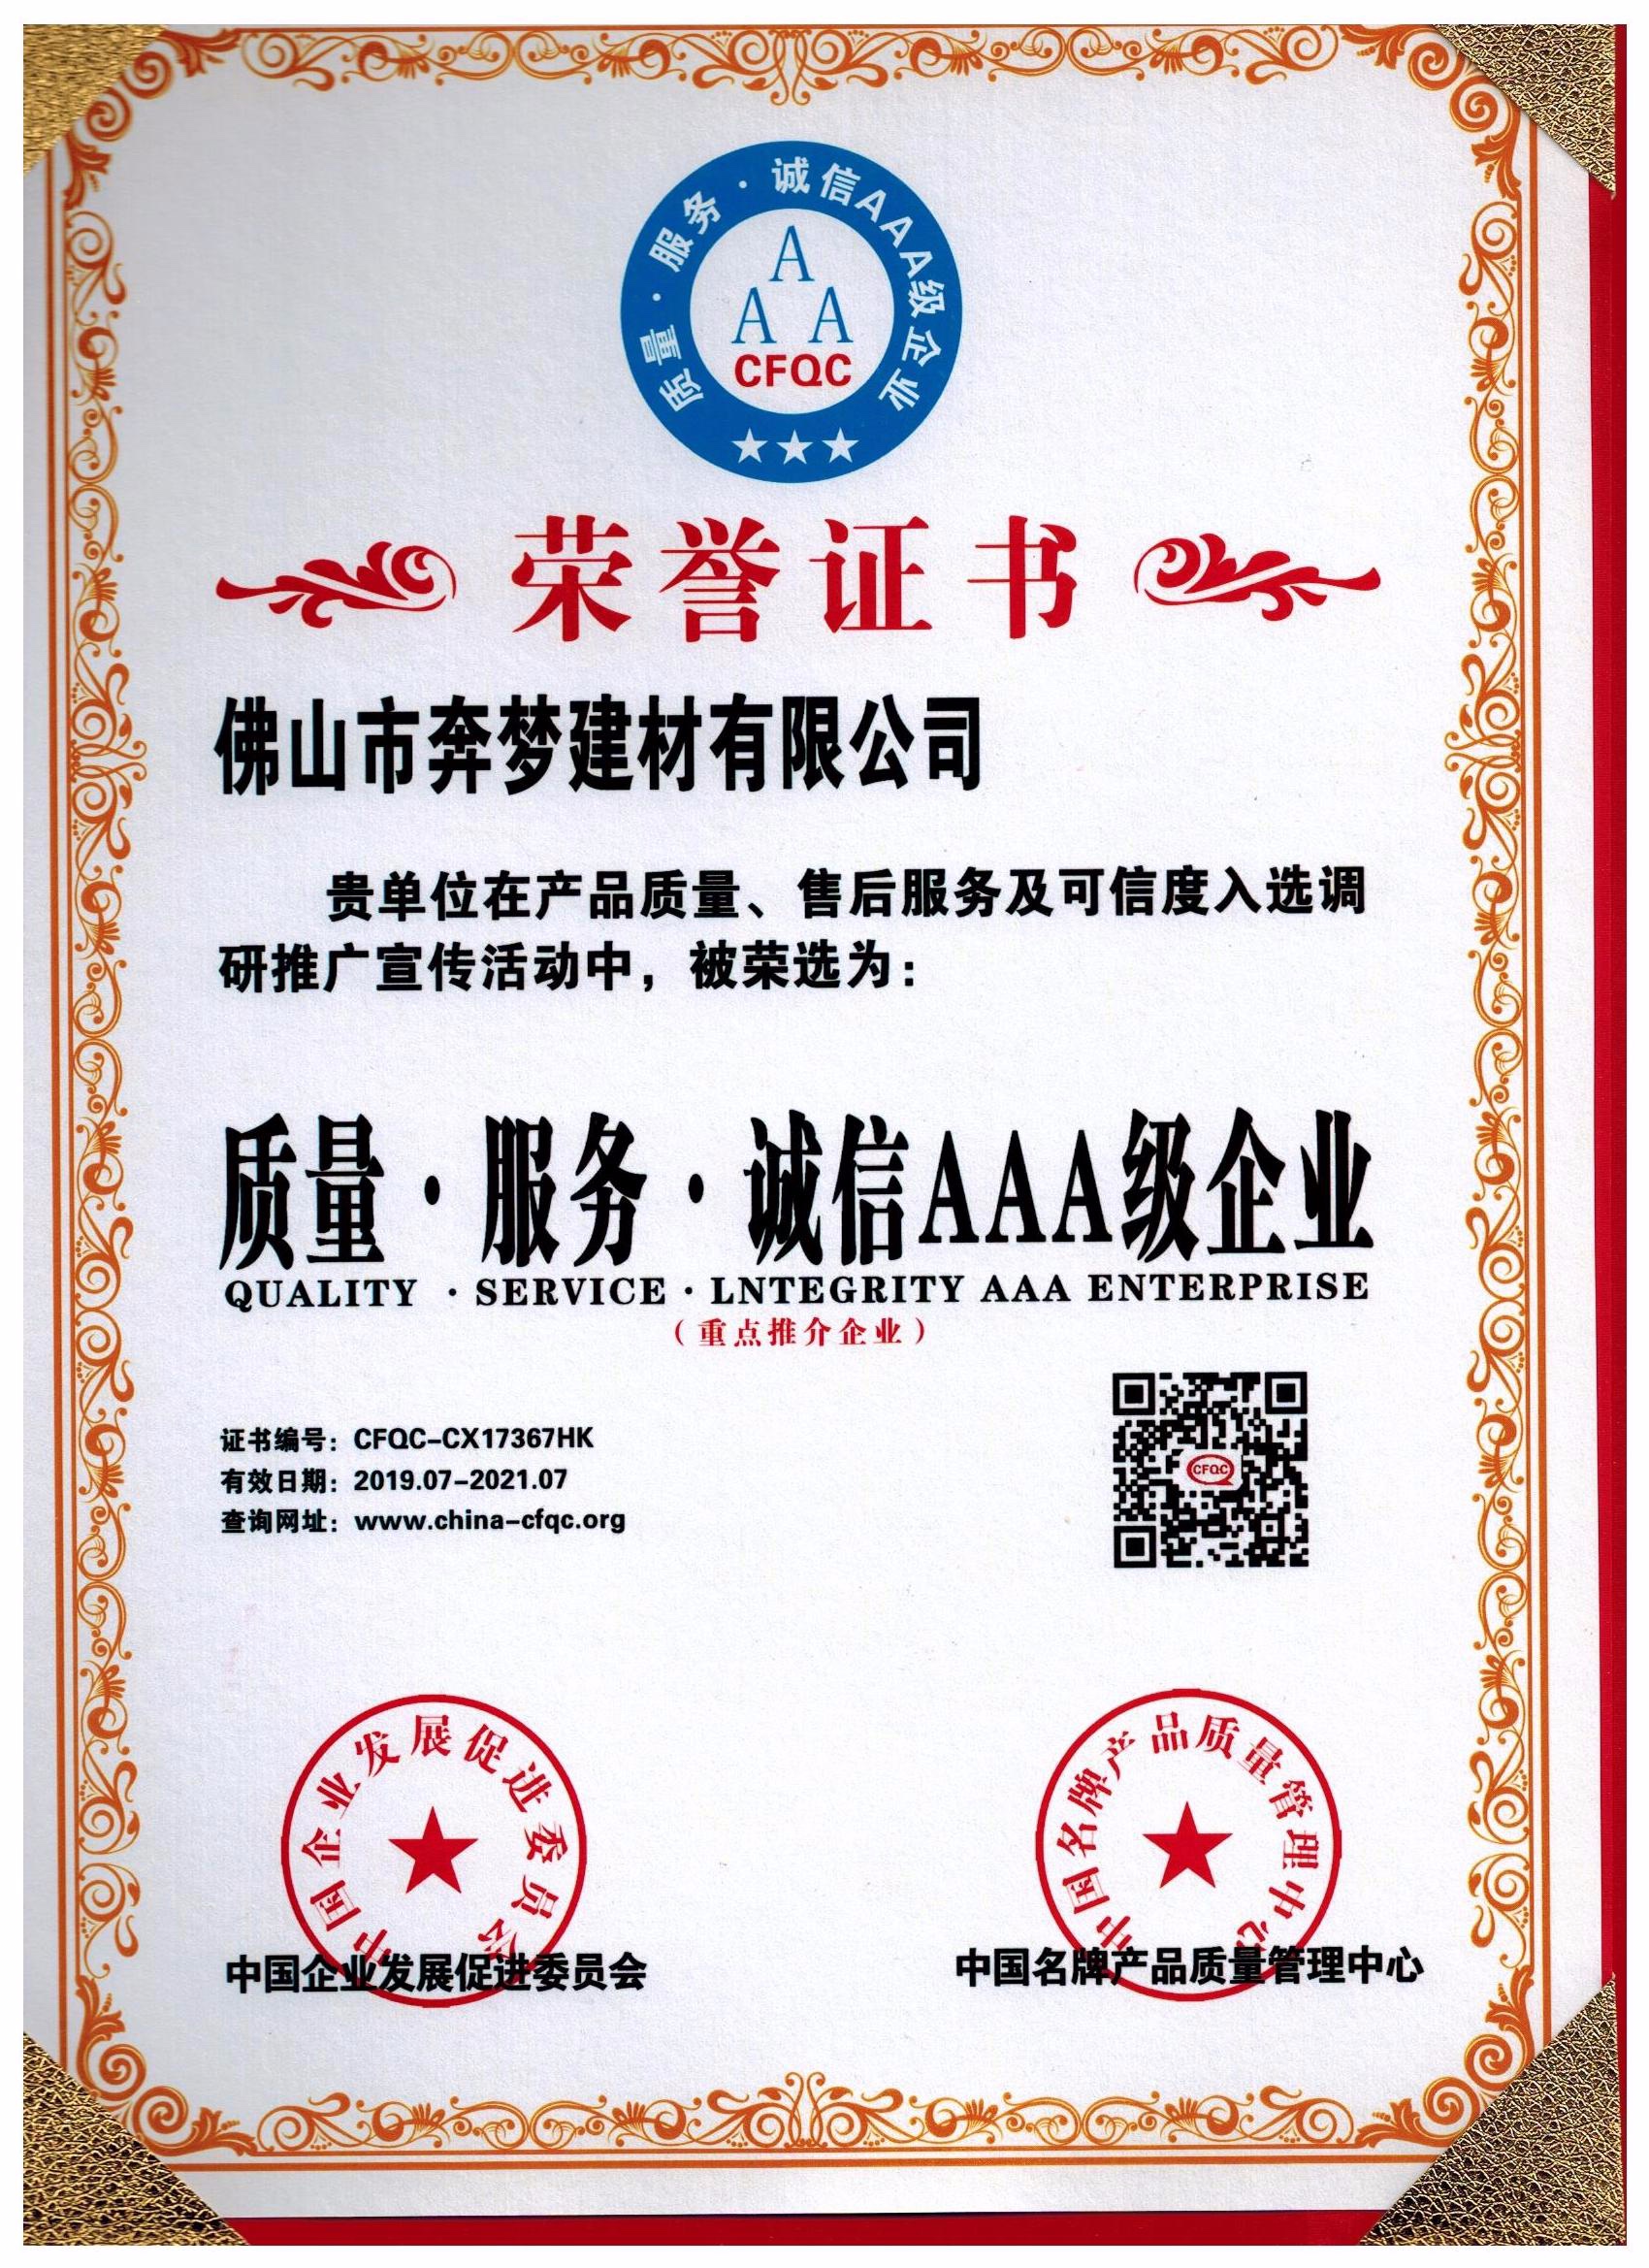 质量·服务·诚信AAA级企业
A
A A
CFQC
荣誉证书
佛山市奔梦建材有限公司
贵单位在产品质量、售后服务及可信度入选调
研推广宣传活动中，被荣选为：
质量·服务·诚信AAA级企业
QUALITY · SERVICE · LNTEGRITY AAA ENTERPRISE
（重点推介企业）
证书编号：CFQC-CX17367HK
有效日期：2019.07-2021.07
查询网址：www.china-cfqc.org
CFQC
中国企业发展促进委员会
中国名牌产品质量管理中心
中国企业发展促进委员会
中国名牌产品质量管理中心